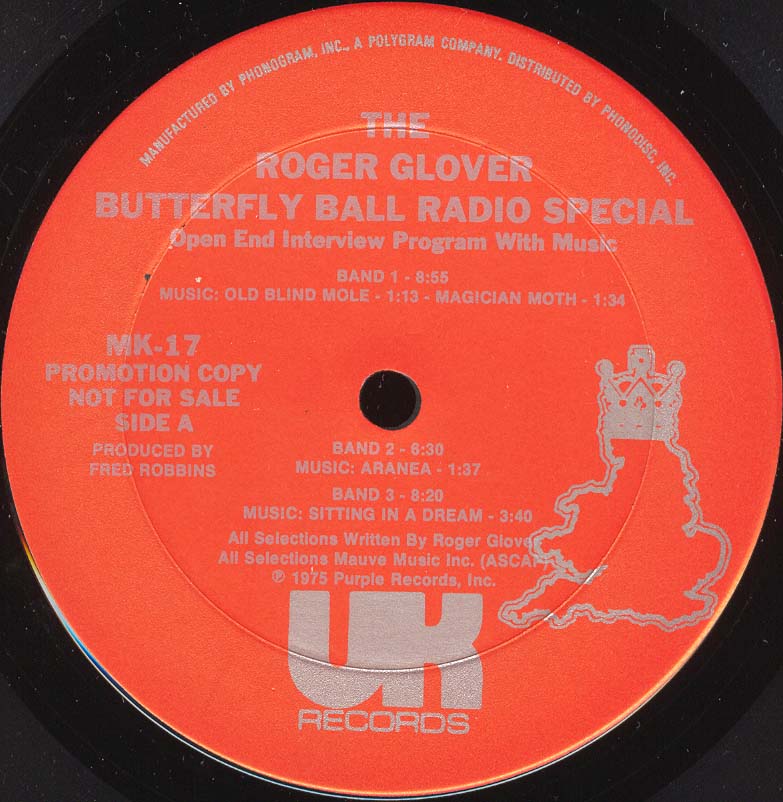 MANUFACTURED BY PHONOGRAM, INC., A POLYGRAM COMPANY. DISTRIBUTED BY PHONODISC, INC.
THE
ROGER GLOVER
BUTTERFLY BALL RADIO SPECIAL
Open End Interview Program With Music
BAND 1 - 8:55
MUSIC: OLD BLIND MOLE - 1:13 - MAGICIAN MOTH - 1:34
MK-17
PROMOTION COPY
NOT FOR SALE
SIDE A
PRODUCED BY
FRED ROBBINS
BAND 2 - 6:30
MUSIC: ARANEA - 1:37
BAND 3 - 8:20
MUSIC: SITTING IN A DREAM - 3:40
All Selections Written By Roger Glover
All Selections Mauve Music Inc. (ASCAP)
℗ 1975 Purple Records, Inc.
UK
RECORDS